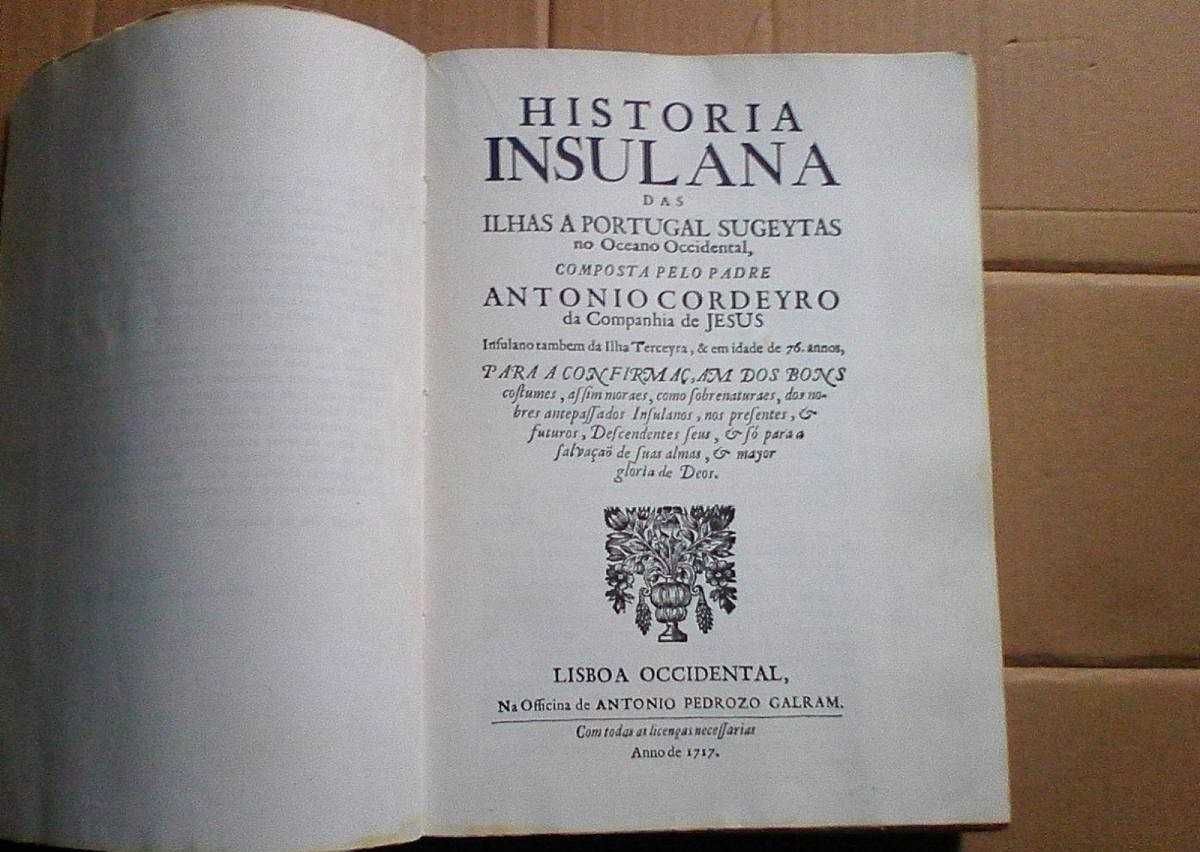 HISTORIA
INSULANA
DAS
ILHAS A PORTUGAL SUGEYTAS
no Oceano Occidental,
COMPOSTA PELO PADRE
ANTONIO CORDEYRO
da Companhia de JESUS
Inſulano tambem da Ilha Terceyra, & em idade de 76. annos,
PARA A CONFIRMAÇAM DOS BONS
coſtumes, aſſim moraes, como ſobrenaturaes, dos no-
bres antepaſſados Inſulanos, nos preſentes, &
futuros, Deſcendentes ſeus, & ſó para a
ſalvaçaõ de ſuas almas, & mayor
gloria de Deos.
LISBOA OCCIDENTAL,
Na Officina de ANTONIO PEDROZO GALRAM.
Com todas as licenças neceſſarias
Anno de 1717.